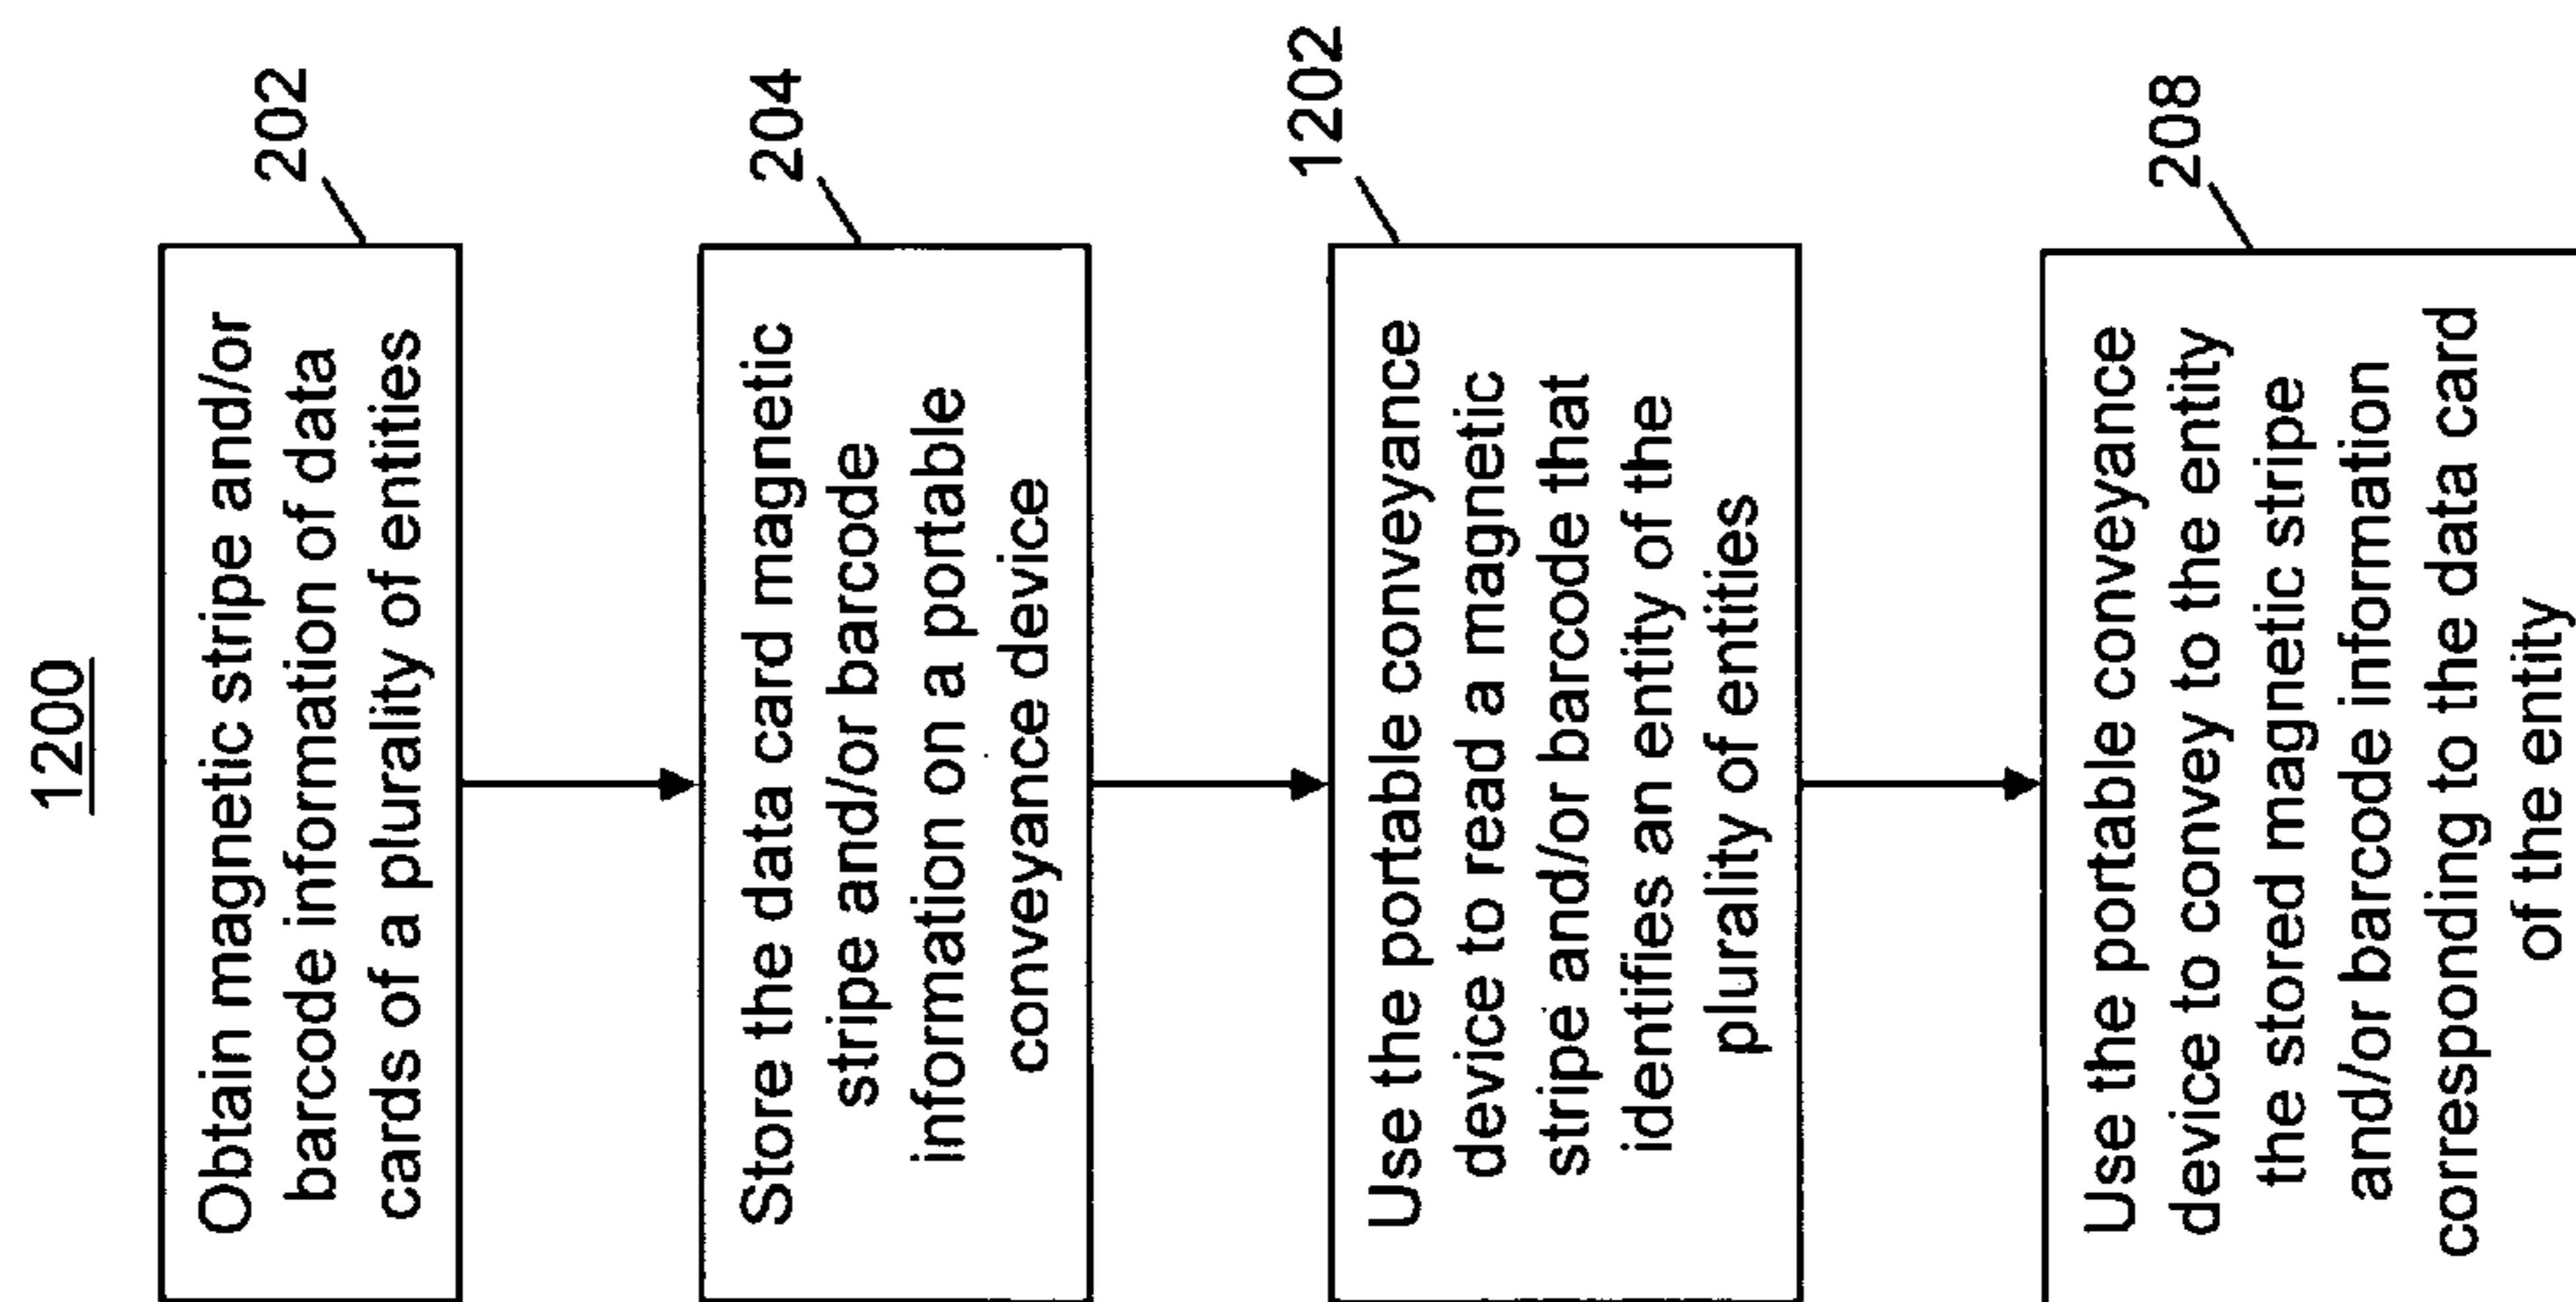 1200
202
Obtain magnetic stripe and/or
barcode information of data
cards of a plurality of entities
204
Store the data card magnetic
stripe and/or barcode
information on a portable
conveyance device
1202
Use the portable conveyance
device to read a magnetic
stripe and/or barcode that
identifies an entity of the
plurality of entities
208
Use the portable conveyance
device to convey to the entity
the stored magnetic stripe
and/or barcode information
corresponding to the data card
of the entity